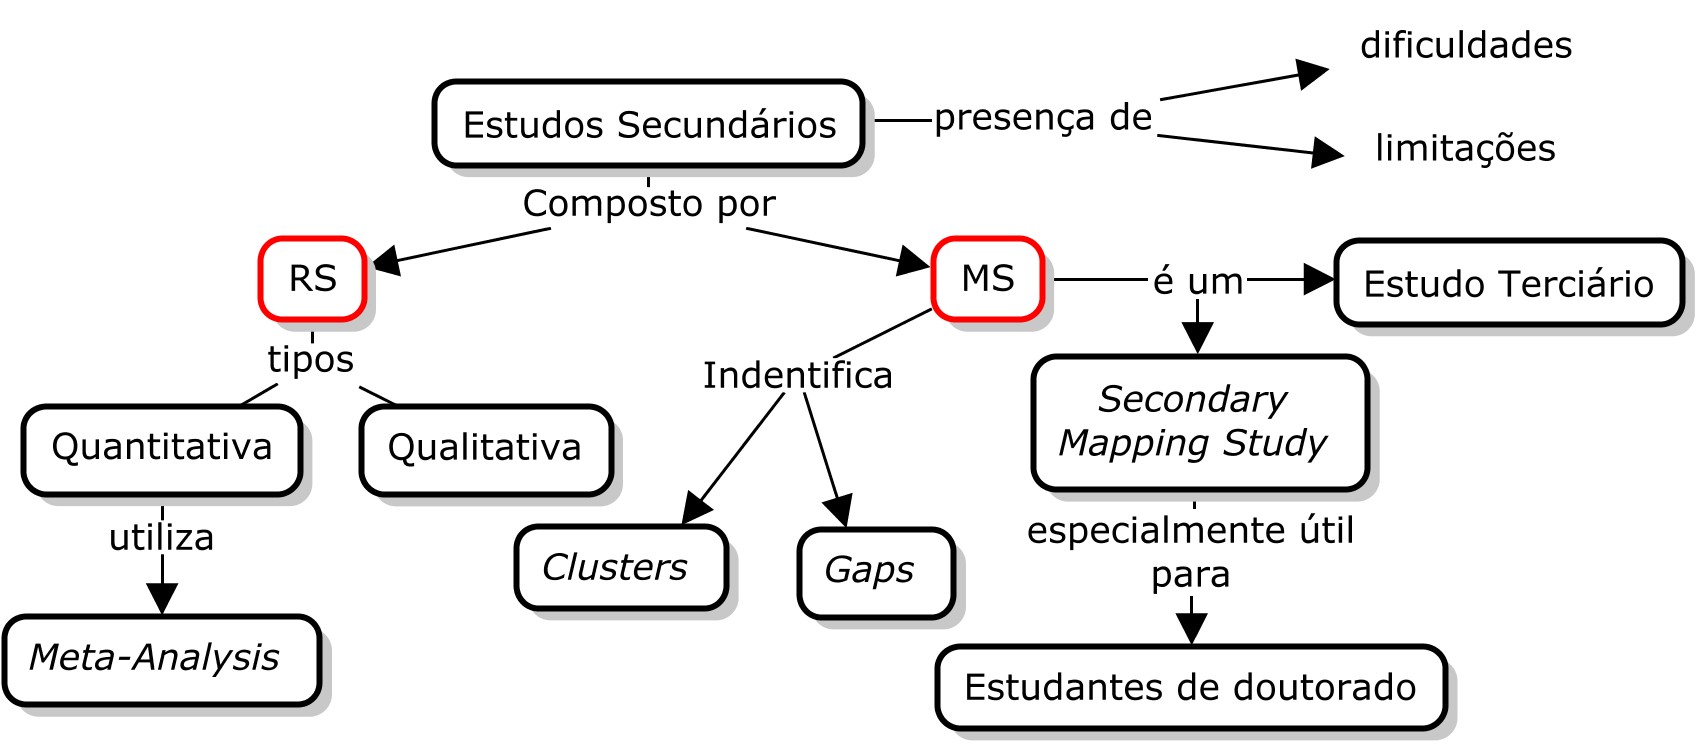 dificuldades
Estudos Secundários
presença de
limitações
Composto por
RS
MS
é um
Estudo Terciário
tipos
Indentifica
Secondary
Mapping Study
Quantitativa
Qualitativa
utiliza
especialmente útil
para
Clusters
Gaps
Meta-Analysis
Estudantes de doutorado